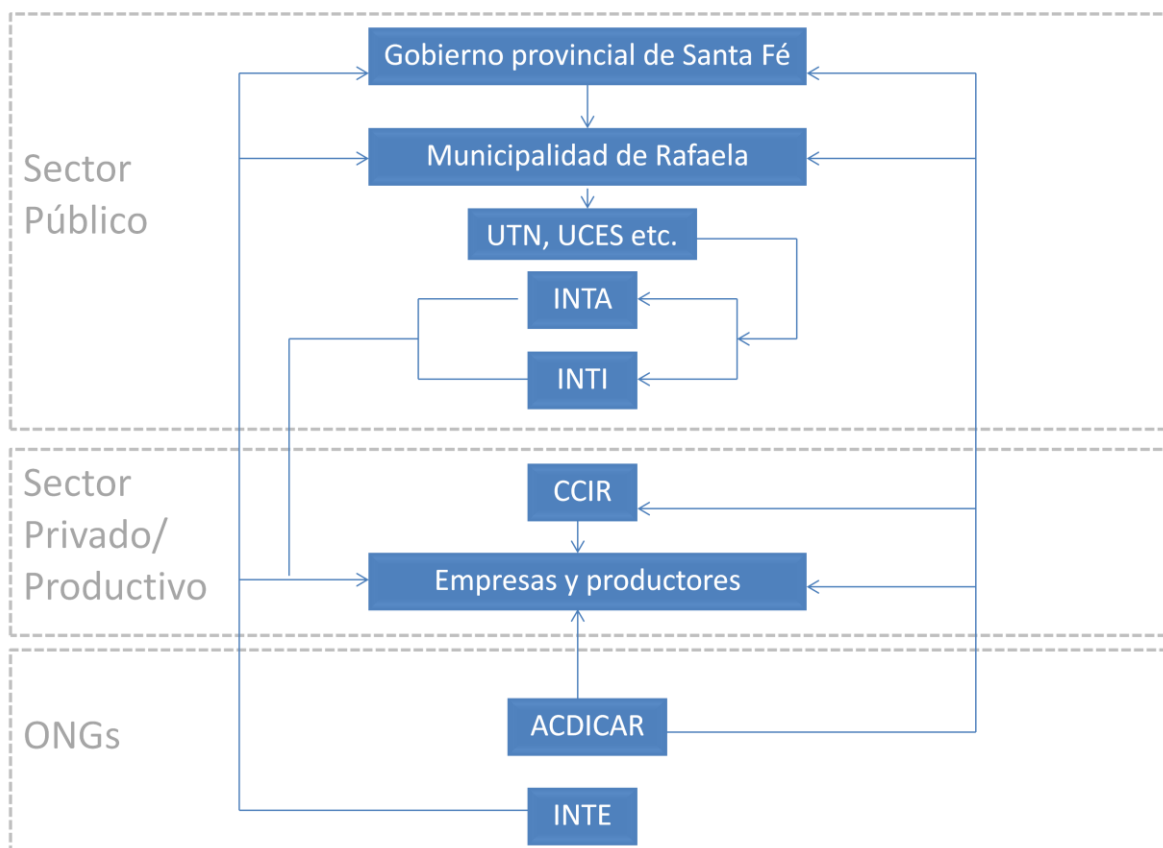 Gobierno provincial de Santa Fé
Municipalidad de Rafaela
Sector
Público
UTN, UCES etc.
INTA
INTI
Sector
Privado/
Productivo
CCIR
Empresas y productores
ONGs
ACDICAR
INTE